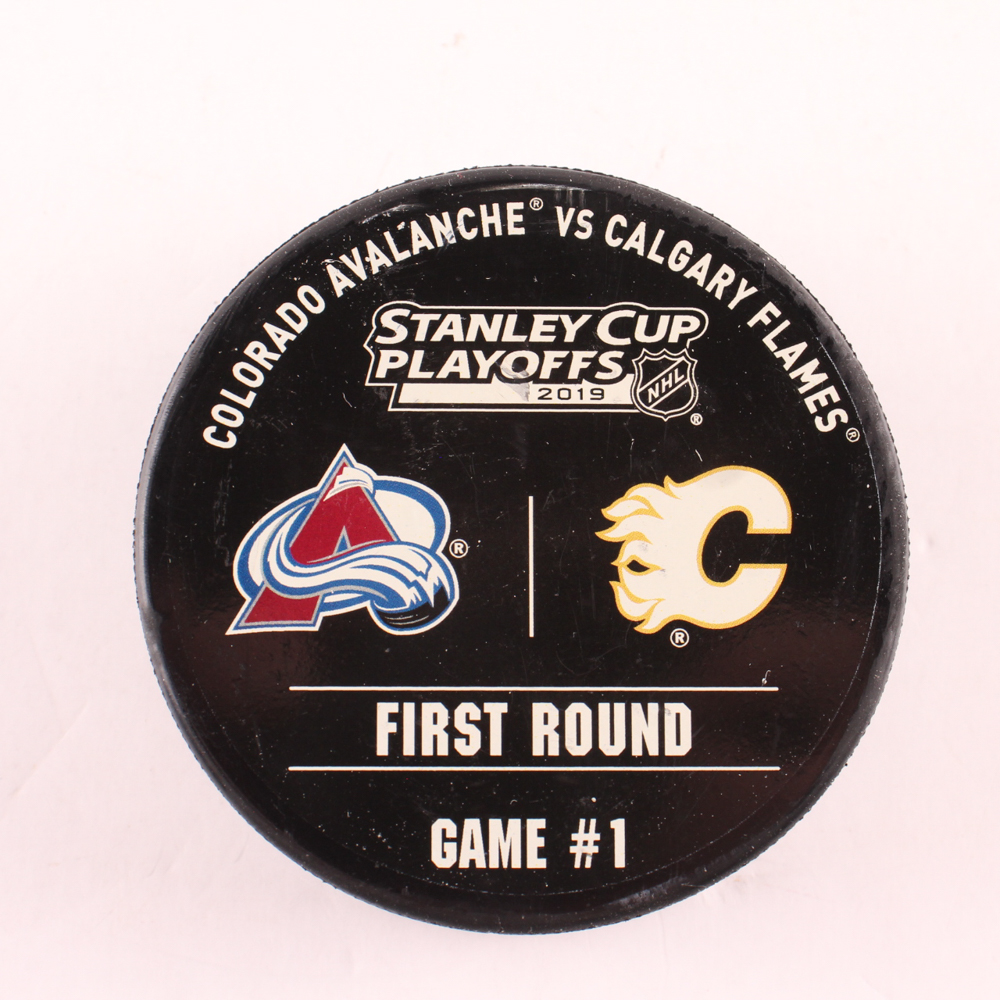 COLORADO AVALANCHE® VS CALGARY FLAMES®
STANLEY CUP
PLAYOFFS
2019
NHL
®
®
®
FIRST ROUND
GAME #1